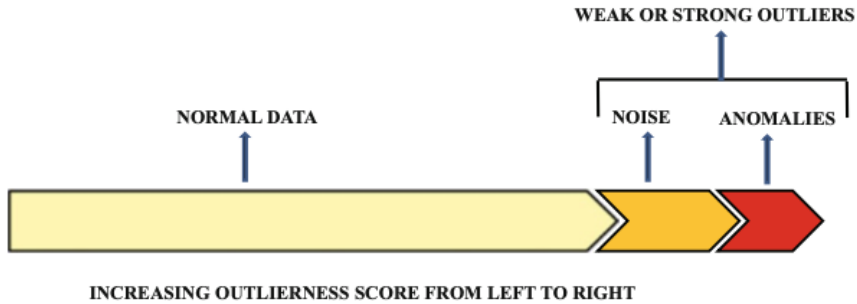 WEAK OR STRONG OUTLIERS
NORMAL DATA
NOISE
ANOMALIES
INCREASING OUTLIERNESS SCORE FROM LEFT TO RIGHT